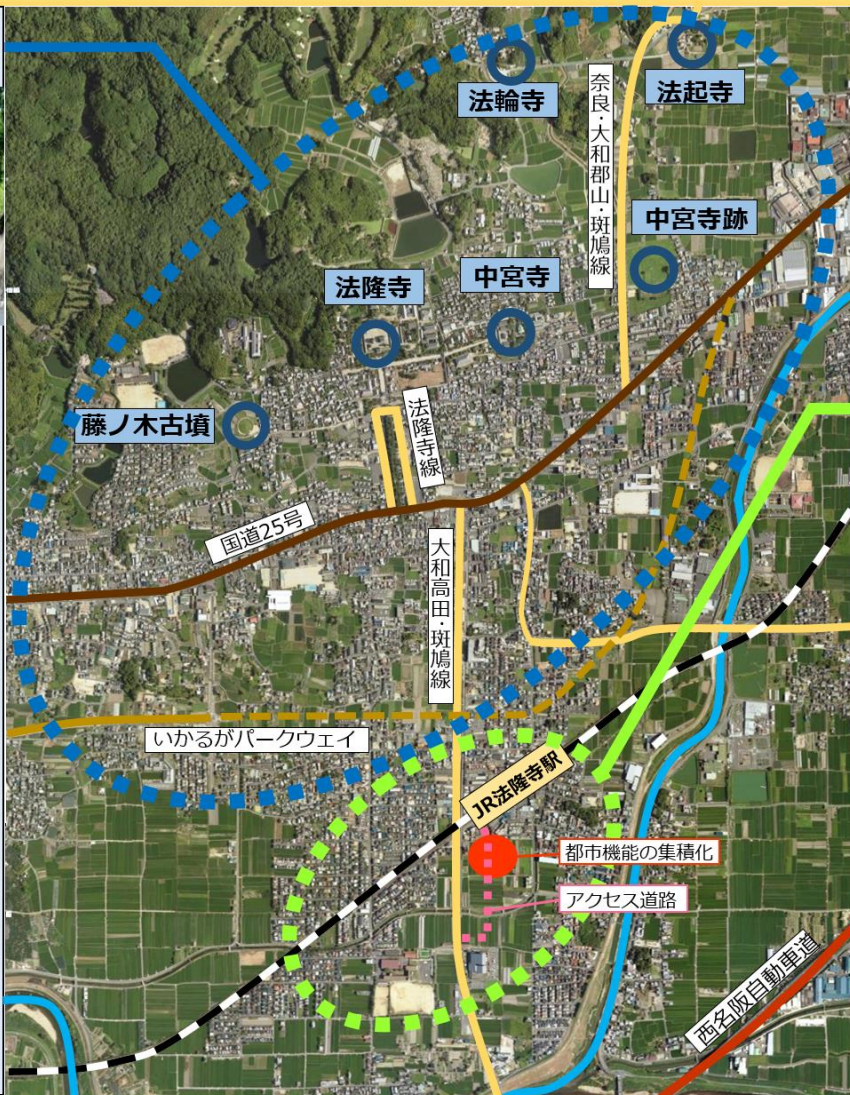 法輪寺
法起寺
奈良・大和郡山・斑鳩線
中宮寺跡
法隆寺
中宮寺
藤ノ木古墳
法隆寺線
国道25号
大和高田・斑鳩線
いかるがパークウェイ
JR法隆寺駅
都市機能の集積化
アクセス道路
西名阪自動車道